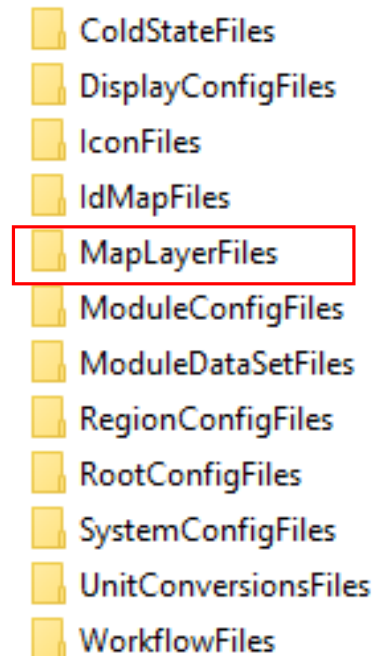 ColdStateFiles
DisplayConfigFiles
IconFiles
IdMapFiles
MapLayerFiles
ModuleConfigFiles
ModuleDataSetFiles
RegionConfigFiles
RootConfigFiles
SystemConfigFiles
UnitConversionsFiles
WorkflowFiles